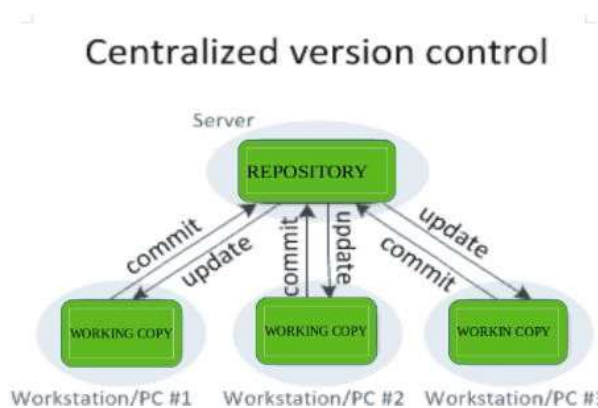 Centralized version control
Server
REPOSITORY
commit
update
commit
update
commit
update
WORKING COPY
WORKING COPY
WORKIN COPY
Workstation/PC #1
Workstation/PC #2
Workstation/PC #3